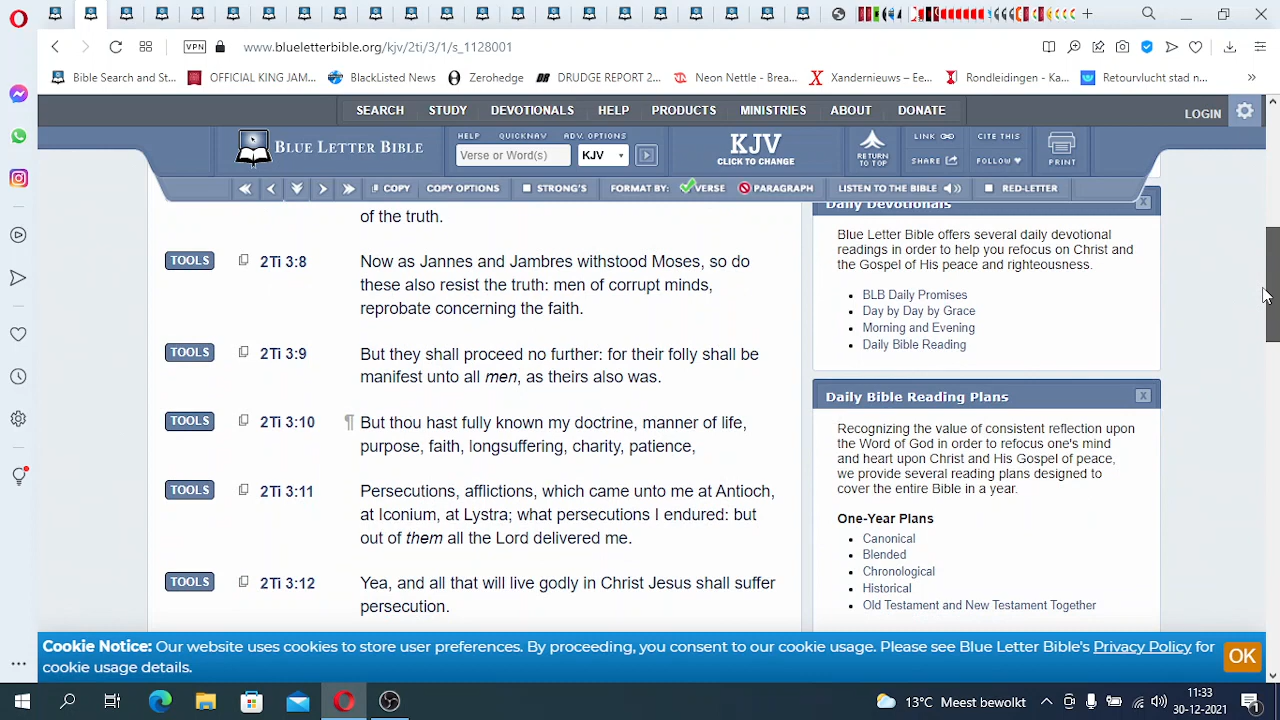 www.blueletterbible.org/kjv/2ti/3/1/s_1128001
VPN
Bible Search and St... OFFICIAL KING JAM... BlackListed News Zerohedge DRUDGE REPORT 2... Neon Nettle - Brea... Xandernieuws – Ee... Rondleidingen - Ka... Retourvlucht stad n...
SEARCH STUDY DEVOTIONALS HELP PRODUCTS MINISTRIES ABOUT DONATE LOGIN
BLUE LETTER BIBLE
HELP QUICKNAV ADV. OPTIONS
Verse or Word(s) KJV
KJV
CLICK TO CHANGE
RETURN
TO TOP
LINK CITE THIS
SHARE FOLLOW
PRINT
COPY COPY OPTIONS STRONG'S FORMAT BY: VERSE PARAGRAPH LISTEN TO THE BIBLE RED-LETTER
of the truth.
TOOLS 2Ti 3:8 Now as Jannes and Jambres withstood Moses, so do
these also resist the truth: men of corrupt minds,
reprobate concerning the faith.
TOOLS 2Ti 3:9 But they shall proceed no further: for their folly shall be
manifest unto all men, as theirs also was.
TOOLS 2Ti 3:10 ¶ But thou hast fully known my doctrine, manner of life,
purpose, faith, longsuffering, charity, patience,
TOOLS 2Ti 3:11 Persecutions, afflictions, which came unto me at Antioch,
at Iconium, at Lystra; what persecutions I endured: but
out of them all the Lord delivered me.
TOOLS 2Ti 3:12 Yea, and all that will live godly in Christ Jesus shall suffer
persecution.
Daily Devotionals
Blue Letter Bible offers several daily devotional
readings in order to help you refocus on Christ and
the Gospel of His peace and righteousness.
BLB Daily Promises
Day by Day by Grace
Morning and Evening
Daily Bible Reading
Daily Bible Reading Plans
Recognizing the value of consistent reflection upon
the Word of God in order to refocus one's mind
and heart upon Christ and His Gospel of peace,
we provide several reading plans designed to
cover the entire Bible in a year.
One-Year Plans
Canonical
Blended
Chronological
Historical
Old Testament and New Testament Together
Cookie Notice: Our website uses cookies to store user preferences. By proceeding, you consent to our cookie usage. Please see Blue Letter Bible's Privacy Policy for
cookie usage details.
OK
13°C Meest bewolkt
11:33
30-12-2021